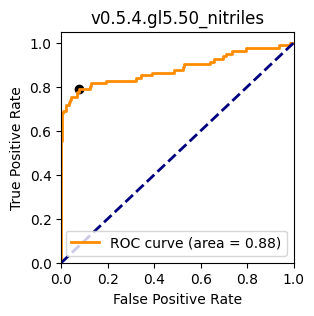 v0.5.4.gl5.50_nitriles
True Positive Rate
1.0
0.8
0.6
0.4
0.2
0.0
ROC curve (area = 0.88)
0.0 0.2 0.4 0.6 0.8 1.0
False Positive Rate